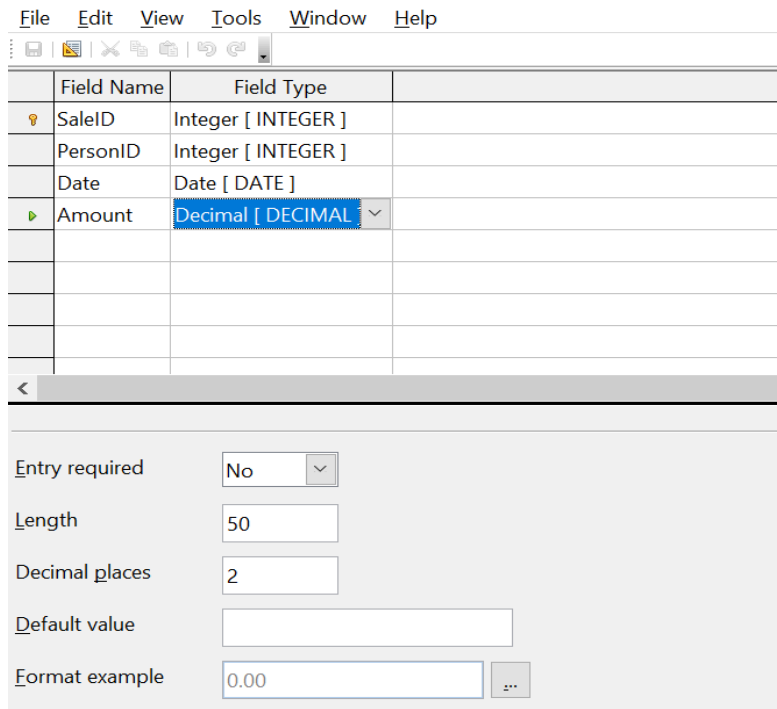 File Edit View Tools Window Help
Field Name Field Type
SaleID Integer [ INTEGER ]
PersonID Integer [ INTEGER ]
Date Date [ DATE ]
Amount Decimal [ DECIMAL ]
Entry required No
Length 50
Decimal places 2
Default value
Format example 0.00 ...